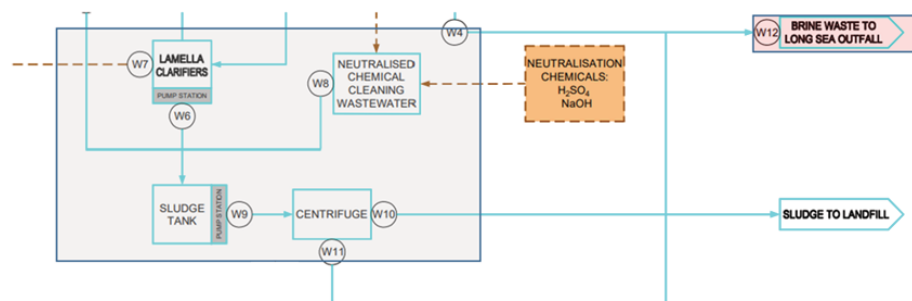 W4
W12
BRINE WASTE TO
LONG SEA OUTFALL
W7
LAMELLA
CLARIFIERS
PUMP STATION
W6
W8
NEUTRALISED
CHEMICAL
CLEANING
WASTEWATER
NEUTRALISATION
CHEMICALS:
H₂SO₄
NaOH
SLUDGE
TANK
PUMP STATION
W9
CENTRIFUGE
W10
SLUDGE TO LANDFILL
W11